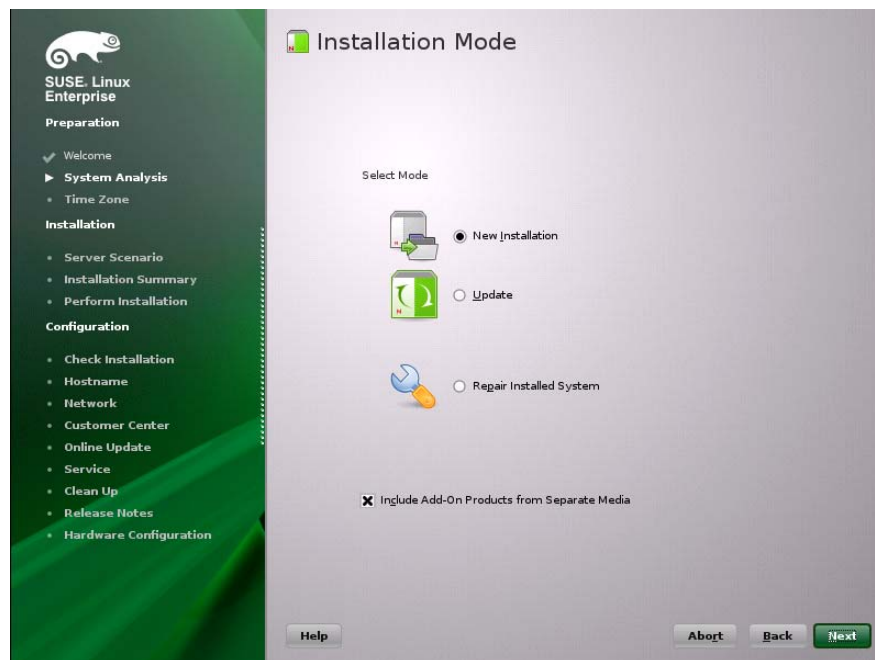 SUSE. Linux
Enterprise
Preparation
Welcome
System Analysis
Time Zone
Installation
Server Scenario
Installation Summary
Perform Installation
Configuration
Check Installation
Hostname
Network
Customer Center
Online Update
Service
Clean Up
Release Notes
Hardware Configuration
Installation Mode
Select Mode
New Installation
Update
Repair Installed System
Include Add-On Products from Separate Media
Help
Abort
Back
Next